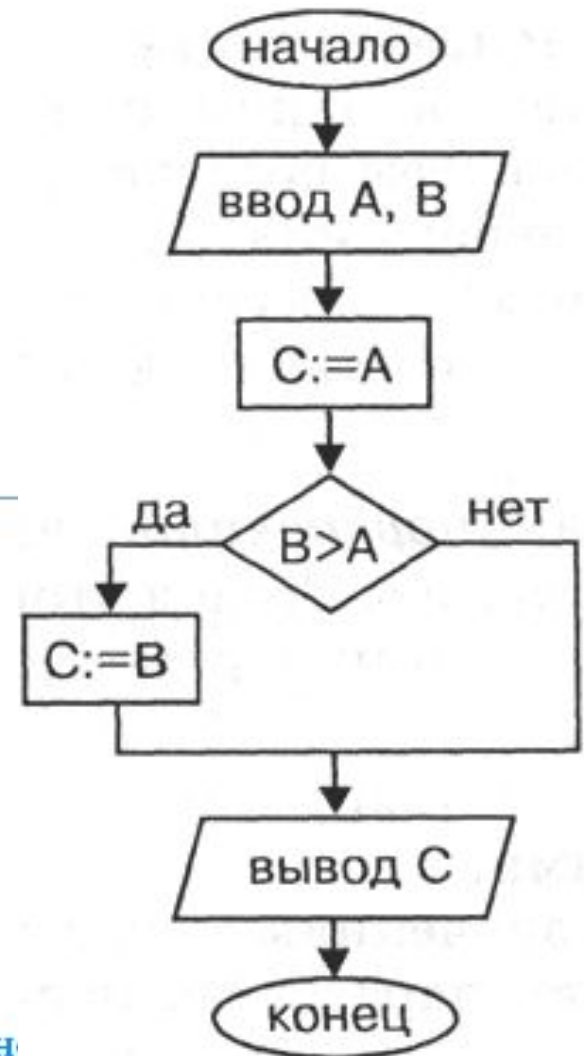 начало
ввод A, B
C:=A
да
B>A
нет
C:=B
вывод C
конец